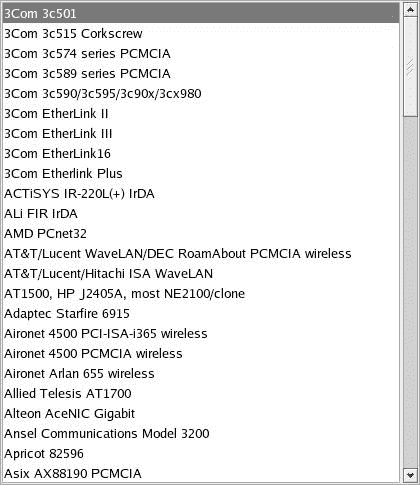 3Com 3c501
3Com 3c515 Corkscrew
3Com 3c574 series PCMCIA
3Com 3c589 series PCMCIA
3Com 3c590/3c595/3c90x/3cx980
3Com EtherLink II
3Com EtherLink III
3Com EtherLink16
3Com Etherlink Plus
ACTiSYS IR-220L(+) IrDA
ALi FIR IrDA
AMD PCnet32
AT&T/Lucent WaveLAN/DEC RoamAbout PCMCIA wireless
AT&T/Lucent/Hitachi ISA WaveLAN
AT1500, HP J2405A, most NE2100/clone
Adaptec Starfire 6915
Aironet 4500 PCI-ISA-i365 wireless
Aironet 4500 PCMCIA wireless
Aironet Arlan 655 wireless
Allied Telesis AT1700
Alteon AceNIC Gigabit
Ansel Communications Model 3200
Apricot 82596
Asix AX88190 PCMCIA